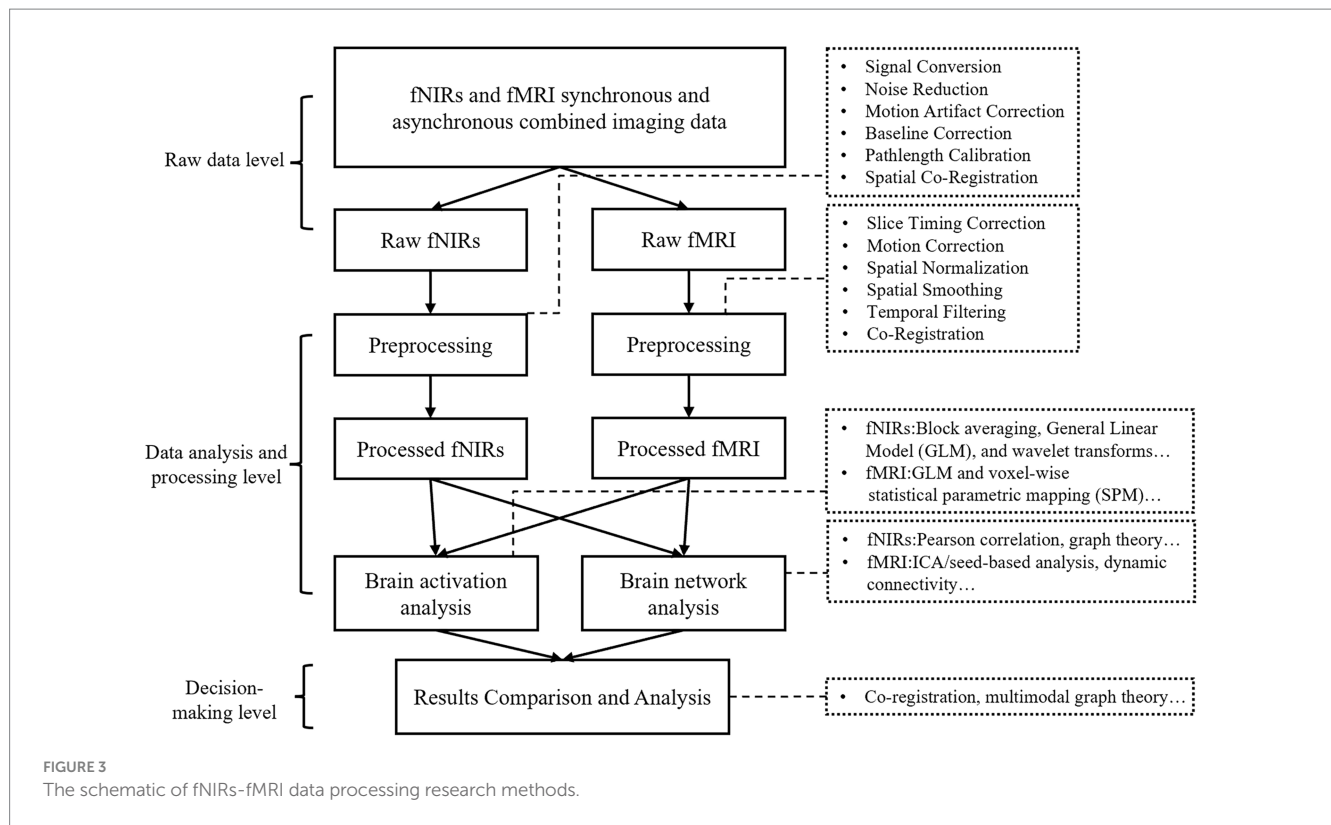 fNIRs and fMRI synchronous and
asynchronous combined imaging data
Raw data level
Raw fNIRs
Raw fMRI
• Signal Conversion
• Noise Reduction
• Motion Artifact Correction
• Baseline Correction
• Pathlength Calibration
• Spatial Co-Registration
• Slice Timing Correction
• Motion Correction
• Spatial Normalization
• Spatial Smoothing
• Temporal Filtering
• Co-Registration
Data analysis and
processing level
Preprocessing
Preprocessing
Processed fNIRs
Processed fMRI
• fNIRs:Block averaging, General Linear
Model (GLM), and wavelet transforms…
• fMRI:GLM and voxel-wise
statistical parametric mapping (SPM)…
Brain activation
analysis
Brain network
analysis
• fNIRs:Pearson correlation, graph theory…
• fMRI:ICA/seed-based analysis, dynamic
connectivity…
Decision-
making level
Results Comparison and Analysis
• Co-registration, multimodal graph theory…
FIGURE 3
The schematic of fNIRs-fMRI data processing research methods.